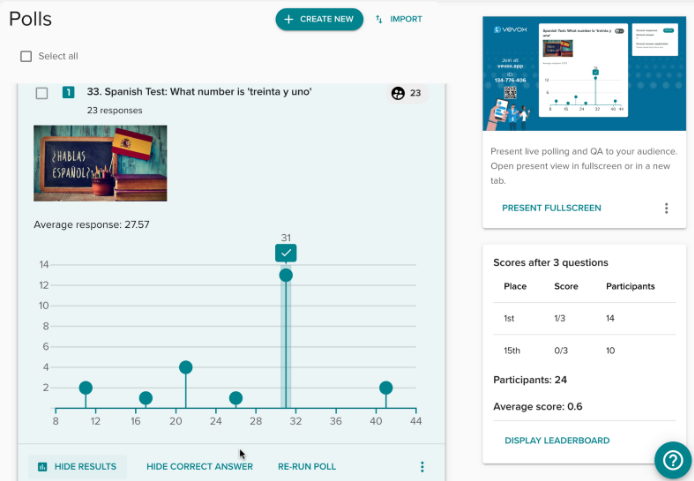 Polls
+ CREATE NEW
IMPORT
Select all
1
33. Spanish Test: What number is 'treinta y uno'
23
23 responses
¿HABLAS
ESPAÑOL?
Average response: 27.57
31
14
12
10
8
6
4
2
8 12 16 20 24 28 32 36 40 44
HIDE RESULTS
HIDE CORRECT ANSWER
RE-RUN POLL
vevox
Join at
vevox.app
ID:
134-776-406
Spanish Test: What number is 'treinta y uno'
Present live polling and QA to your audience.
Open present view in fullscreen or in a new
tab.
PRESENT FULLSCREEN
Scores after 3 questions
Place Score Participants
1st 1/3 14
15th 0/3 10
Participants: 24
Average score: 0.6
DISPLAY LEADERBOARD
?